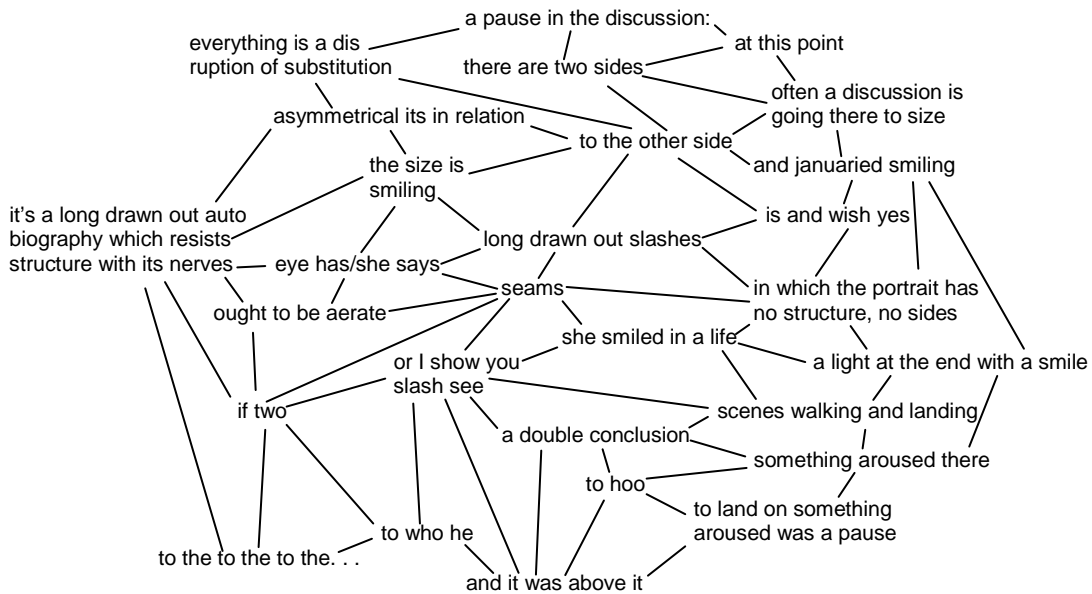 a pause in the discussion:
everything is a dis
ruption of substitution
at this point
there are two sides
often a discussion is
going there to size
asymmetrical its in relation
to the other side
the size is
smiling
and januaried smiling
it's a long drawn out auto
biography which resists
structure with its nerves
is and wish yes
long drawn out slashes
eye has/she says
seams
in which the portrait has
no structure, no sides
ought to be aerate
she smiled in a life
or I show you
slash see
a light at the end with a smile
if two
scenes walking and landing
a double conclusion
something aroused there
to hoo
to land on something
aroused was a pause
to who he
to the to the to the. . .
and it was above it